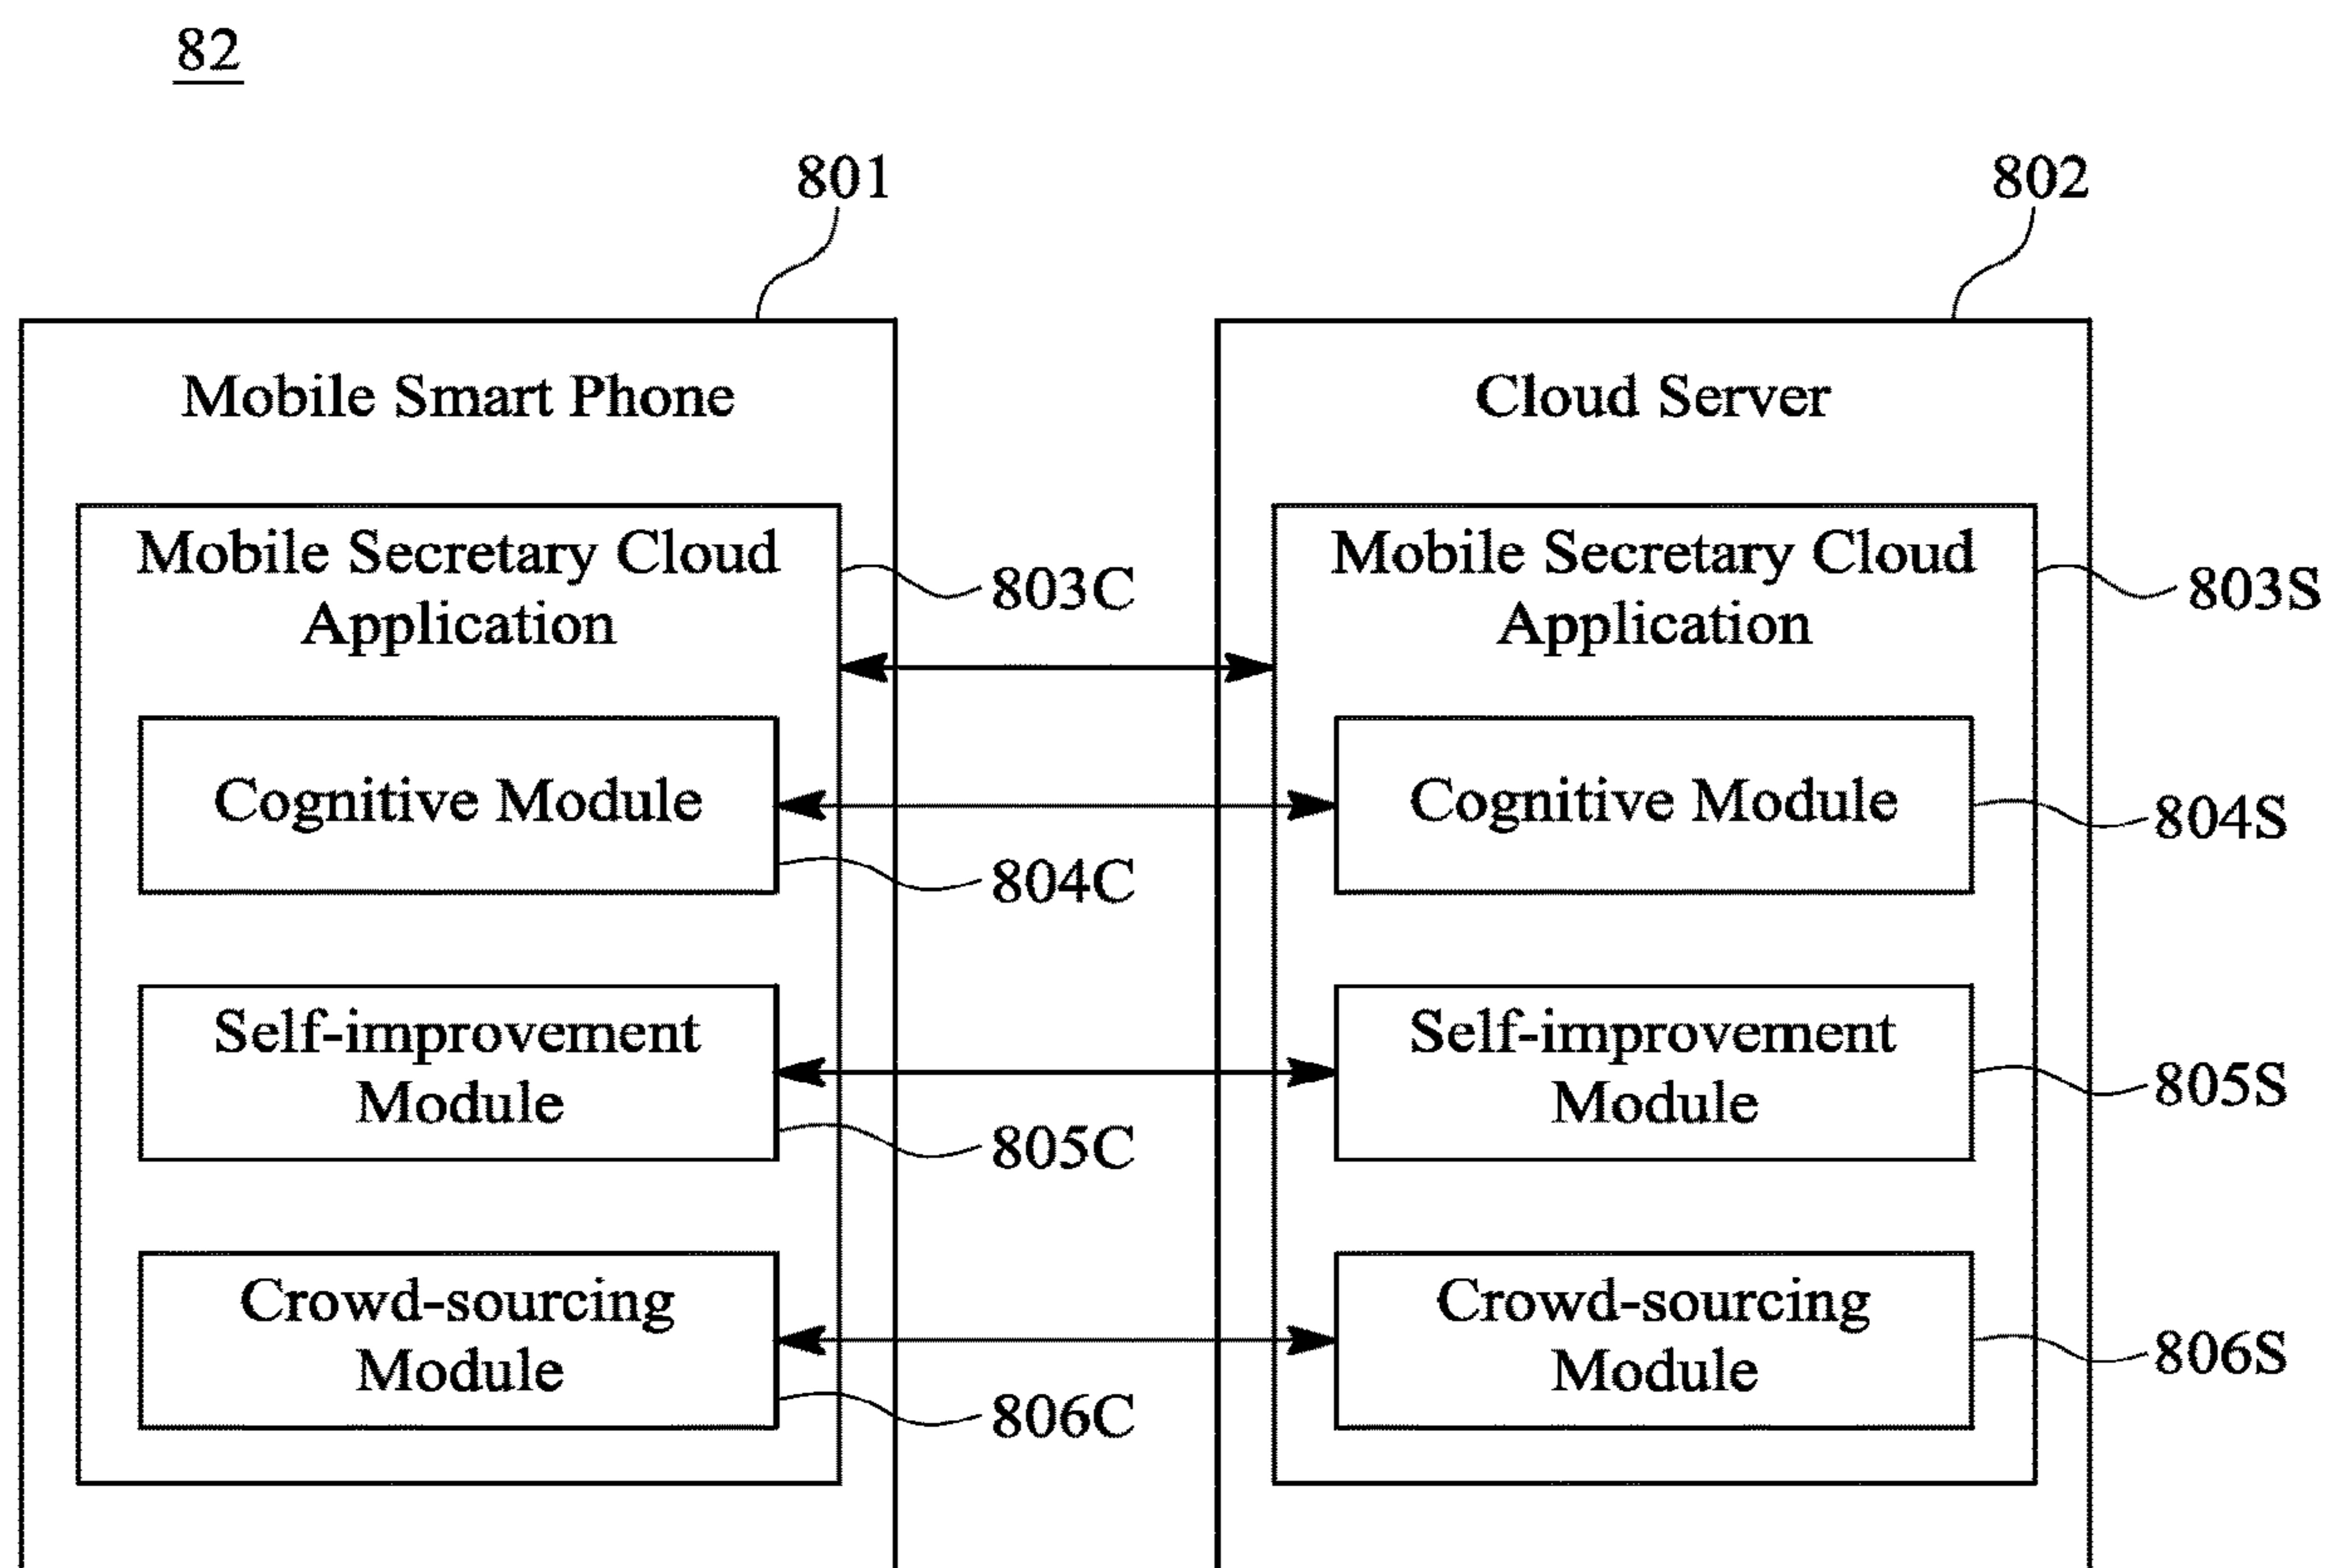 82
801
802
Mobile Smart Phone
Cloud Server
Mobile Secretary Cloud
Application
803C
Mobile Secretary Cloud
Application
803S
Cognitive Module
804C
Cognitive Module
804S
Self-improvement
Module
805C
Self-improvement
Module
805S
Crowd-sourcing
Module
806C
Crowd-sourcing
Module
806S